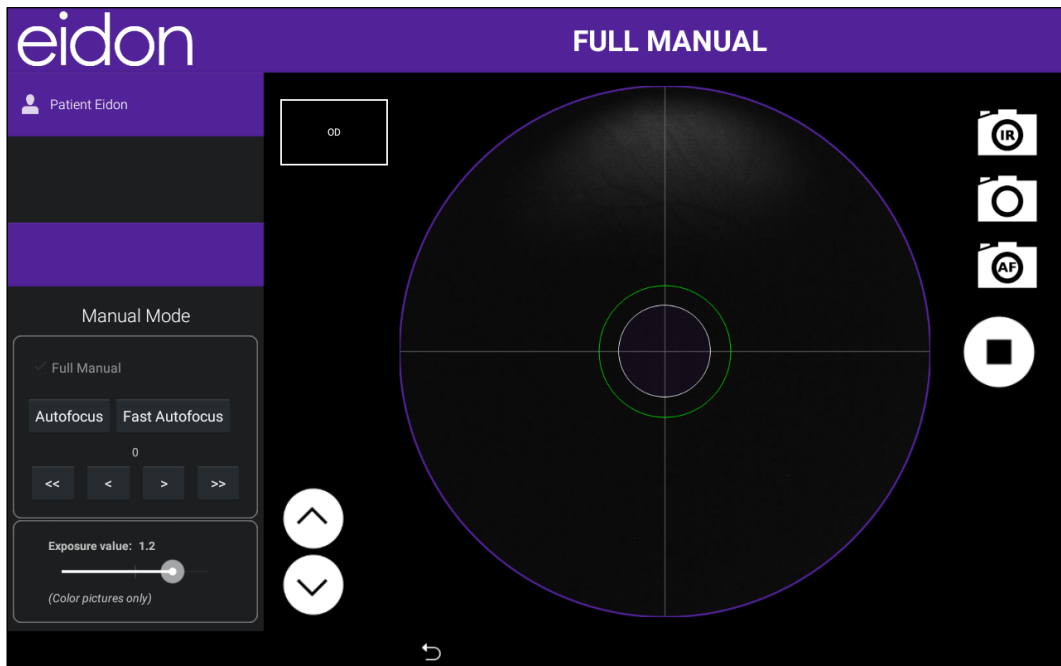 eidon
FULL MANUAL
Patient Eidon
OD
IR
AF
Manual Mode
Full Manual
Autofocus Fast Autofocus
0
<< < > >>
Exposure value: 1.2
(Color pictures only)